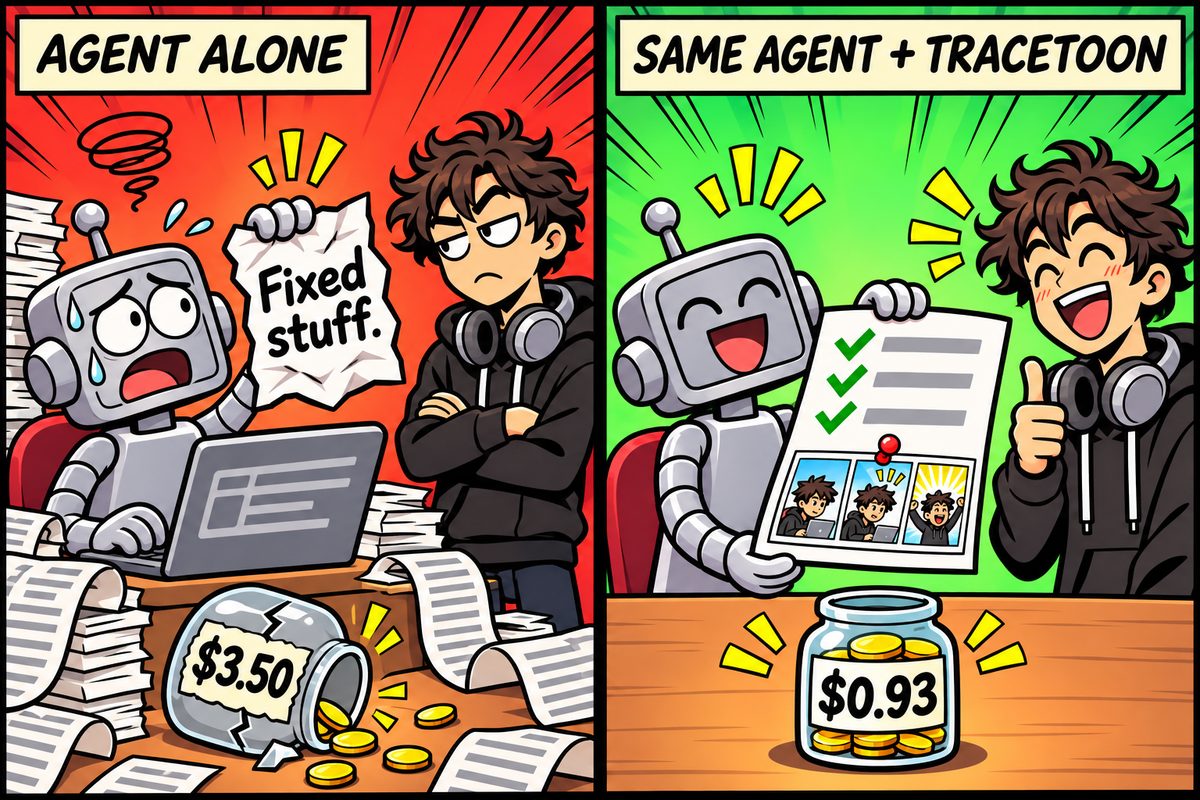 AGENT ALONE
Fixed
stuff.
$3.50
SAME AGENT + TRACETOON
$0.93